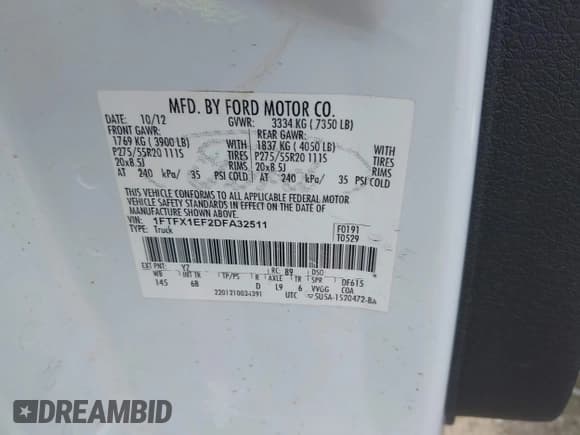 MFD. BY FORD MOTOR CO.
DATE: 10/12 GVWR: 3334 KG ( 7350 LB)
FRONT GAWR: REAR GAWR:
1769 KG ( 3900 LB) WITH 1837 KG ( 4050 LB) WITH
P275/55R20 111S TIRES P275/55R20 111S TIRES
20x8.5J RIMS 20x8.5J RIMS
AT 240 kPa/ 35 PSI COLD AT 240 kPa/ 35 PSI COLD
THIS VEHICLE CONFORMS TO ALL APPLICABLE FEDERAL MOTOR
VEHICLE SAFETY STANDARDS IN EFFECT ON THE DATE OF
MANUFACTURE SHOWN ABOVE.
VIN: 1FTFX1EF2DFA32511 F0191
TYPE: Truck T0529
EXT PNT: YZ RC: 89 DSO:
WB INT TR TP/PS R AXLE TR SPR DF615
145 6B D L9 6 VVGG COA
UTC 5U5A-1520472-BA
DREAMBID